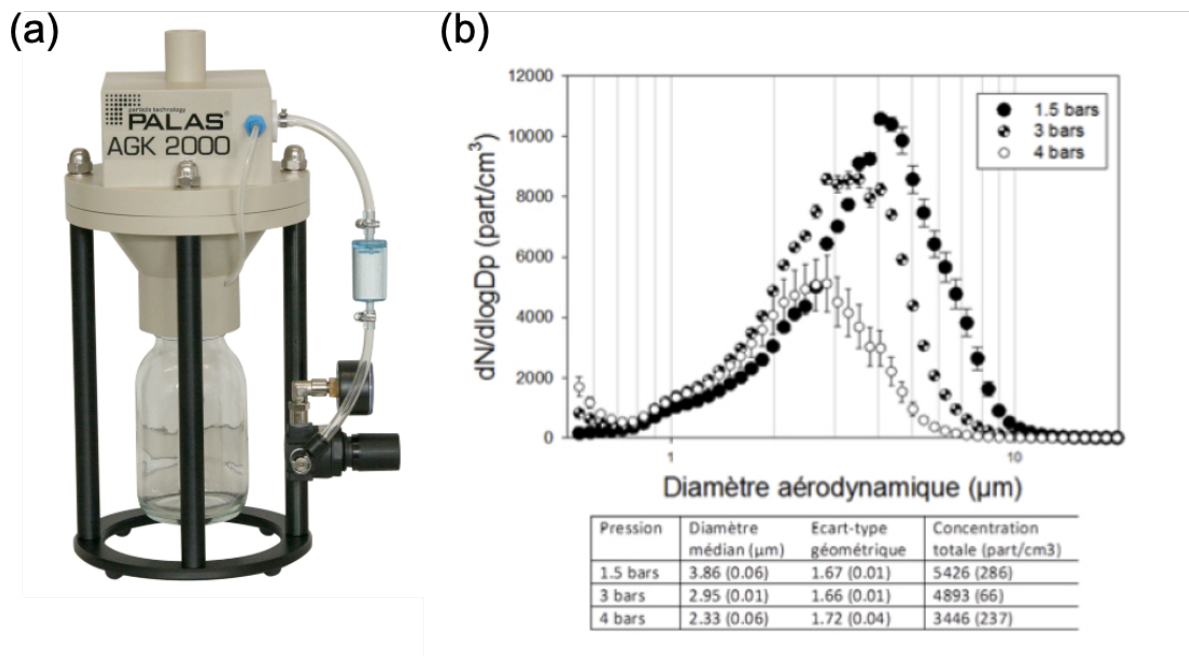 (a)
(b)
particle technology
PALAS®
AGK 2000
12000
10000
8000
6000
4000
2000
0
dN/dlogDp (part/cm³)
1.5 bars
3 bars
4 bars
1
10
Diamètre aérodynamique (µm)
Pression Diamètre Ecart-type Concentration
médian (µm) géométrique totale (part/cm3)
1.5 bars 3.86 (0.06) 1.67 (0.01) 5426 (286)
3 bars 2.95 (0.01) 1.66 (0.01) 4893 (66)
4 bars 2.33 (0.06) 1.72 (0.04) 3446 (237)